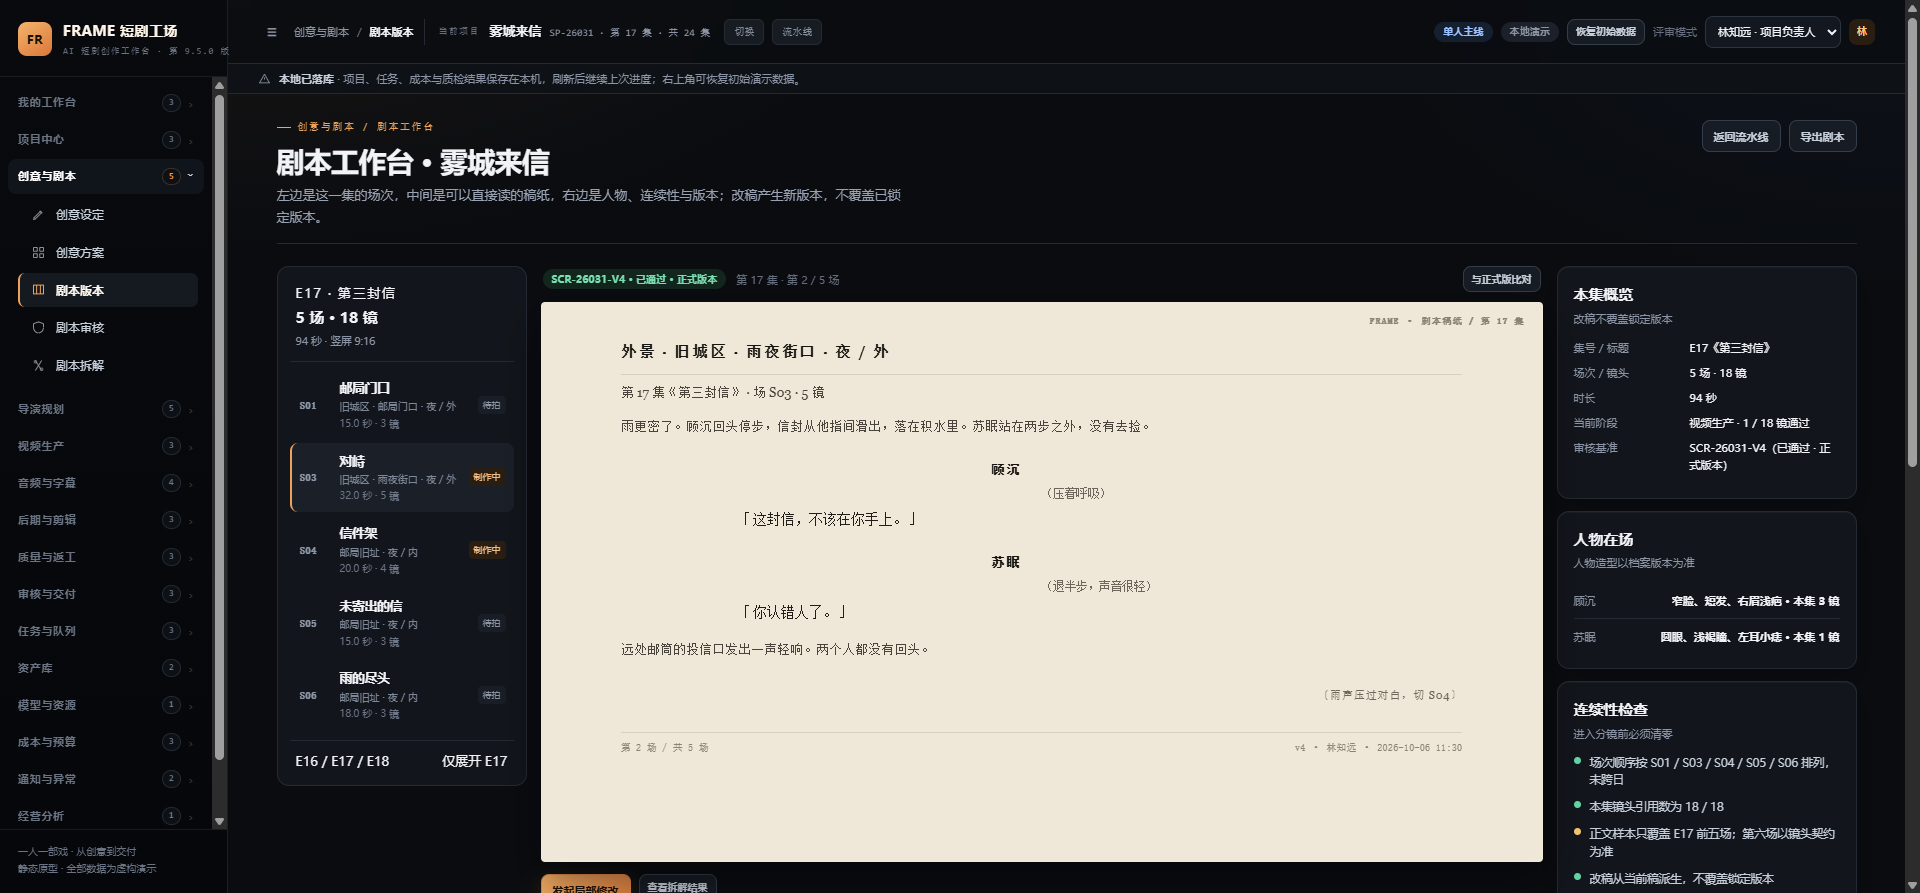 FR
FRAME 短剧工场
AI 短剧创作工作台 · 第 9.5.0 版
我的工作台 3
项目中心 3
创意与剧本 5
创意设定
创意方案
剧本版本
剧本审核
剧本拆解
导演规划 5
视频生产 3
音频与字幕 4
后期与剪辑 3
质量与返工 3
审核与交付 3
任务与队列 3
资产库 2
模型与资源 1
成本与预算 3
通知与异常 2
经营分析 1
一人一部戏 · 从创意到交付
静态原型 · 全部数据为虚构演示
创意与剧本 / 剧本版本
当前项目 雾城来信 SP-26031 · 第 17 集 · 共 24 集
切换
流水线
单人主线
本地演示
恢复初始数据
评审模式
林知远 · 项目负责人
林
本地已落库 · 项目、任务、成本与质检结果保存在本机，刷新后继续上次进度；右上角可恢复初始演示数据。
创意与剧本 / 剧本工作台
剧本工作台 · 雾城来信
左边是这一集的场次，中间是可以直接读的稿纸，右边是人物、连续性与版本；改稿产生新版本，不覆盖已锁
定版本。
返回流水线
导出剧本
E17 · 第三封信
5 场 · 18 镜
94 秒 · 竖屏 9:16
S01
邮局门口
旧城区 · 邮局门口 · 夜 / 外
15.0 秒 · 3 镜
待拍
S03
对峙
旧城区 · 雨夜街口 · 夜 / 外
32.0 秒 · 5 镜
制作中
S04
信件架
邮局旧址 · 夜 / 内
20.0 秒 · 4 镜
制作中
S05
未寄出的信
邮局旧址 · 夜 / 内
15.0 秒 · 3 镜
待拍
S06
雨的尽头
邮局旧址 · 夜 / 内
18.0 秒 · 3 镜
待拍
E16 / E17 / E18
仅展开 E17
SCR-26031-V4 • 已通过 • 正式版本
第 17 集 · 第 2 / 5 场
与正式版比对
FRAME · 剧本稿纸 / 第 17 集
外景 · 旧城区 · 雨夜街口 · 夜 / 外
第 17 集《第三封信》 · 场 S03 · 5 镜
雨更密了。顾沉回头停步，信封从他指间滑出，落在积水里。苏眠站在两步之外，没有去捡。
顾沉
（压着呼吸）
「这封信，不该在你手上。」
苏眠
（退半步，声音很轻）
「你认错人了。」
远处邮筒的投信口发出一声轻响。两个人都没有回头。
〔雨声压过对白，切 S04〕
第 2 场 / 共 5 场
v4 • 林知远 • 2026-10-06 11:30
发起局部修改
查看拆解结果
本集概览
改稿不覆盖锁定版本
集号 / 标题 E17《第三封信》
场次 / 镜头 5 场 · 18 镜
时长 94 秒
当前阶段 视频生产 · 1 / 18 镜通过
审核基准 SCR-26031-V4（已通过 · 正
式版本）
人物在场
人物造型以档案版本为准
顾沉 窄脸、短发、右眉浅疤 • 本集 3 镜
苏眠 圆眼、浅褐瞳、左耳小痣 • 本集 1 镜
连续性检查
进入分镜前必须清零
场次顺序按 S01 / S03 / S04 / S05 / S06 排列，
未跨日
本集镜头引用数为 18 / 18
正文样本只覆盖 E17 前五场；第六场以镜头契约
为准
改稿从当前稿派生，不覆盖锁定版本